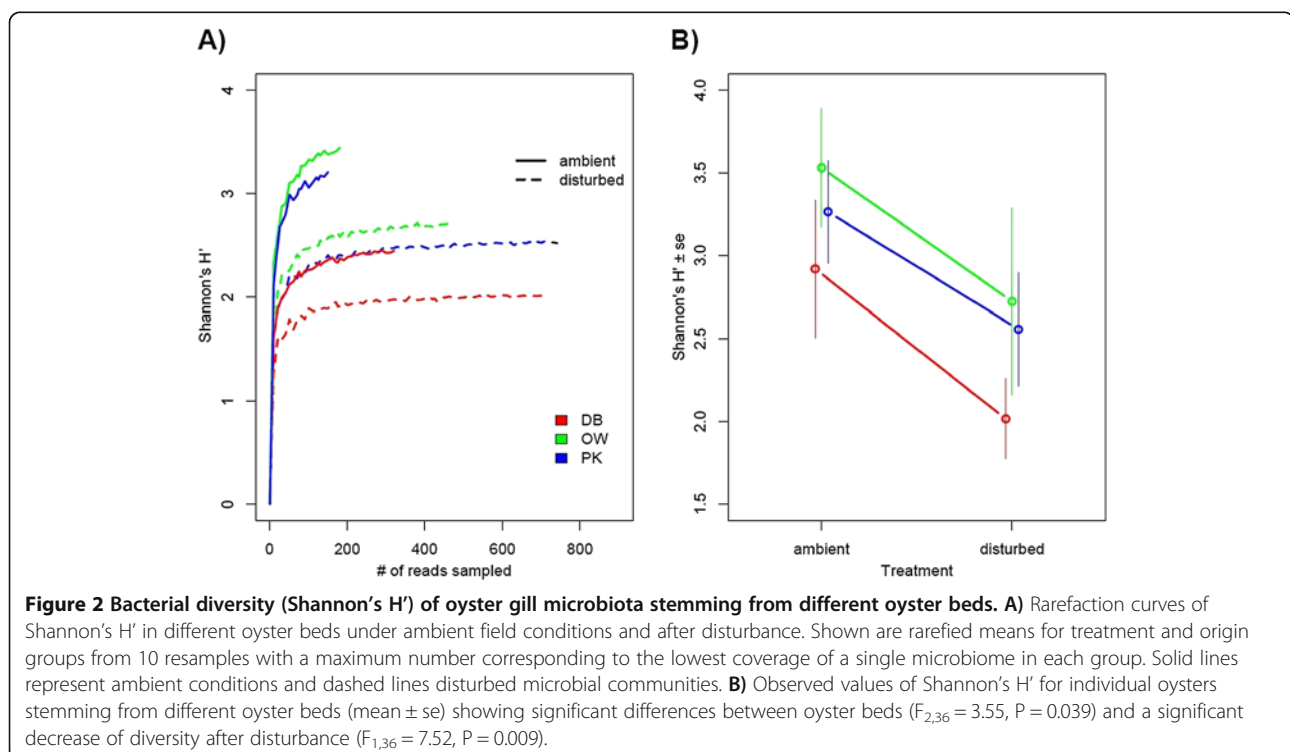 A)
B)
4
3
2
1
0
Shannon's H'
ambient
disturbed
DB
OW
PK
0 200 400 600 800
# of reads sampled
4.0
3.5
3.0
2.5
2.0
1.5
Shannon's H' ± se
ambient disturbed
Treatment
Figure 2 Bacterial diversity (Shannon's H') of oyster gill microbiota stemming from different oyster beds. A) Rarefaction curves of
Shannon's H' in different oyster beds under ambient field conditions and after disturbance. Shown are rarefied means for treatment and origin
groups from 10 resamples with a maximum number corresponding to the lowest coverage of a single microbiome in each group. Solid lines
represent ambient conditions and dashed lines disturbed microbial communities. B) Observed values of Shannon's H' for individual oysters
stemming from different oyster beds (mean ± se) showing significant differences between oyster beds (F2,36 = 3.55, P = 0.039) and a significant
decrease of diversity after disturbance (F1,36 = 7.52, P = 0.009).